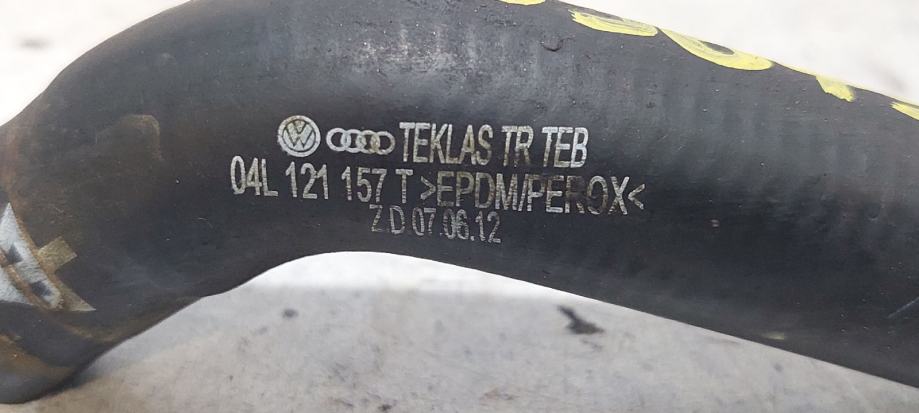 TEKLAS TR TEB
04L 121 157 T >EPDM/PEROX<
Z.D 07.06.12